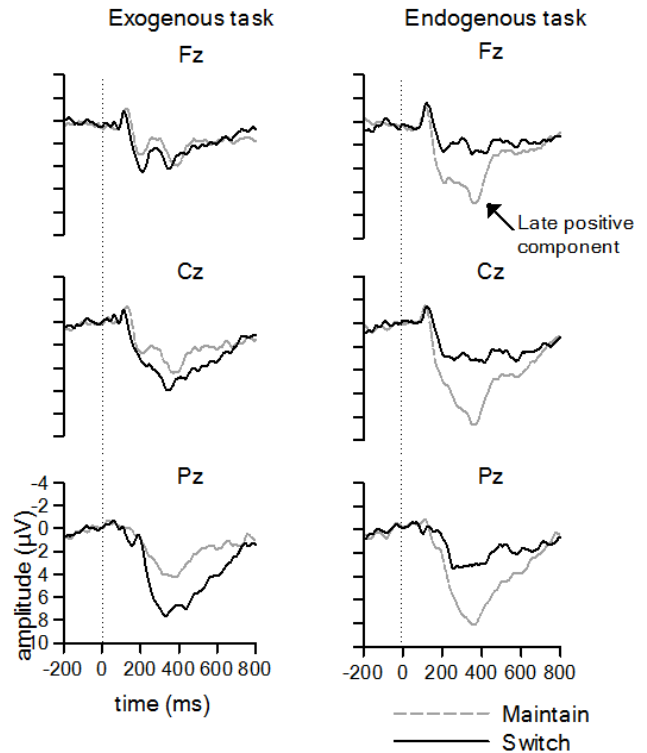 Exogenous task
Endogenous task
Fz
Fz
Late positive
component
Cz
Cz
Pz
Pz
-4
-2
0
2
4
6
8
10
amplitude (µV)
-200 0 200 400 600 800
-200 0 200 400 600 800
time (ms)
Maintain
Switch